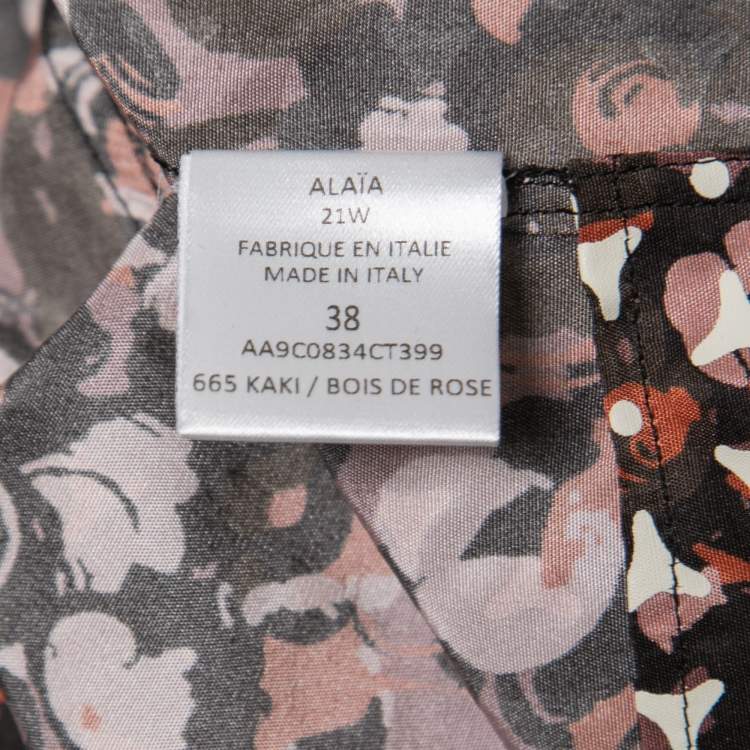 ALAÏA
21W
FABRIQUE EN ITALIE
MADE IN ITALY
38
AA9C0834CT399
665 KAKI / BOIS DE ROSE